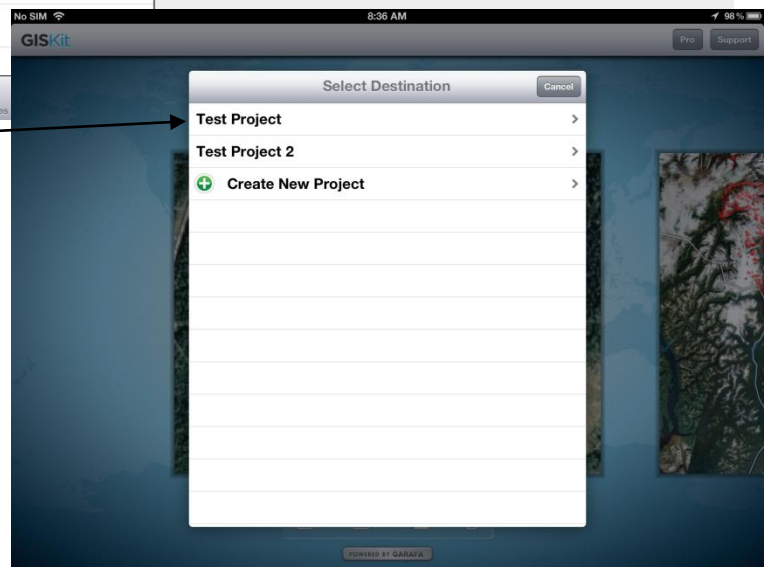 No SIM 8:36 AM 98%
GISKit Pro Support
Select Destination Cancel
es
Test Project
Test Project 2
Create New Project
POWERED BY GARAFA